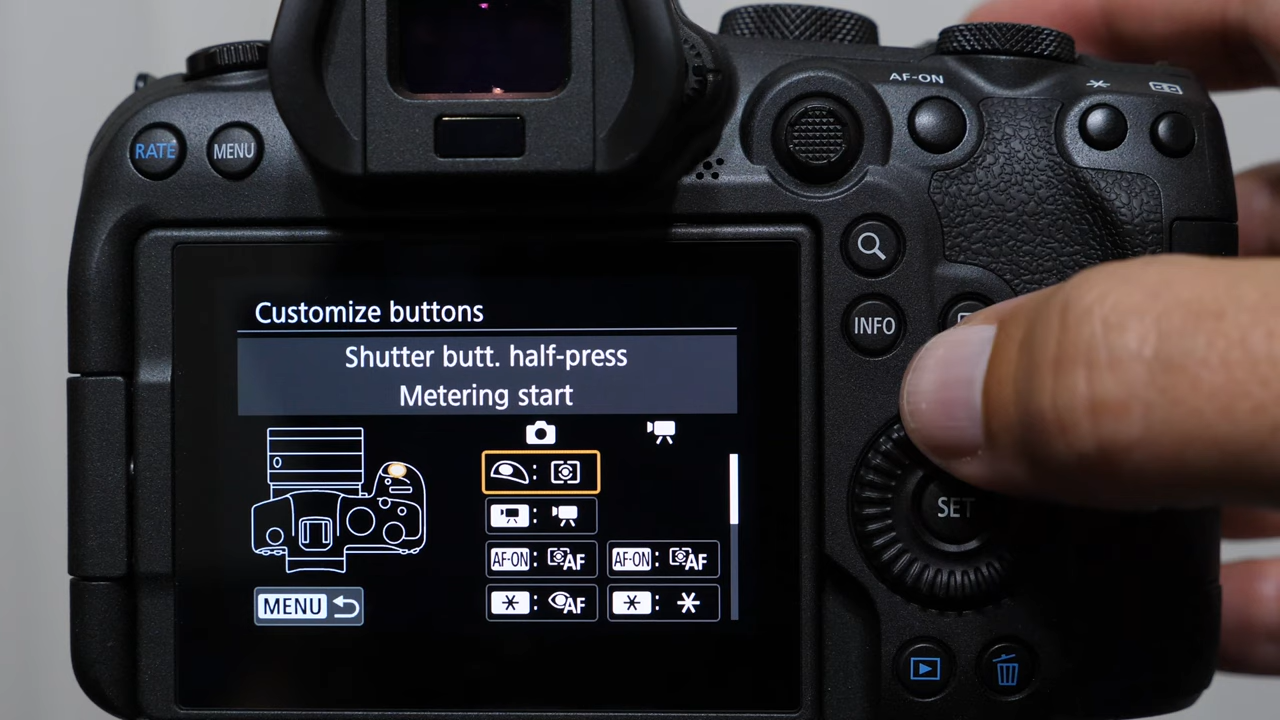 AF-ON
RATE
MENU
INFO
Customize buttons
Shutter butt. half-press
Metering start
AF-ON: AF
AF-ON: AF
AF
MENU
SET